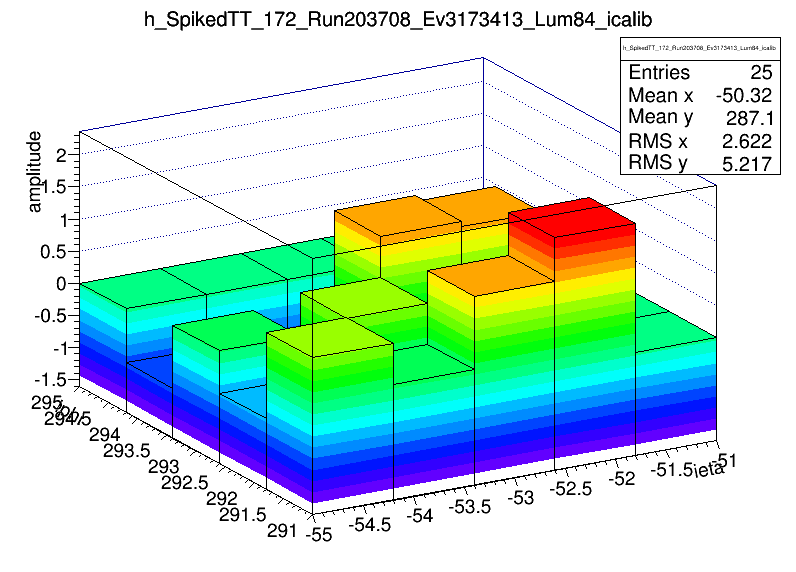 h_SpikedTT_172_Run203708_Ev3173413_Lum84_icalib
h_SpikedTT_172_Run203708_Ev3173413_Lum84_icalib
Entries 25
Mean x -50.32
Mean y 287.1
RMS x 2.622
RMS y 5.217
amplitude
2
1.5
1
0.5
0
-0.5
-1
-1.5
295
294.5
294
293.5
293
292.5
292
291.5
291
-55
-54.5
-54
-53.5
-53
-52.5
-52
-51.5
ieta
-51